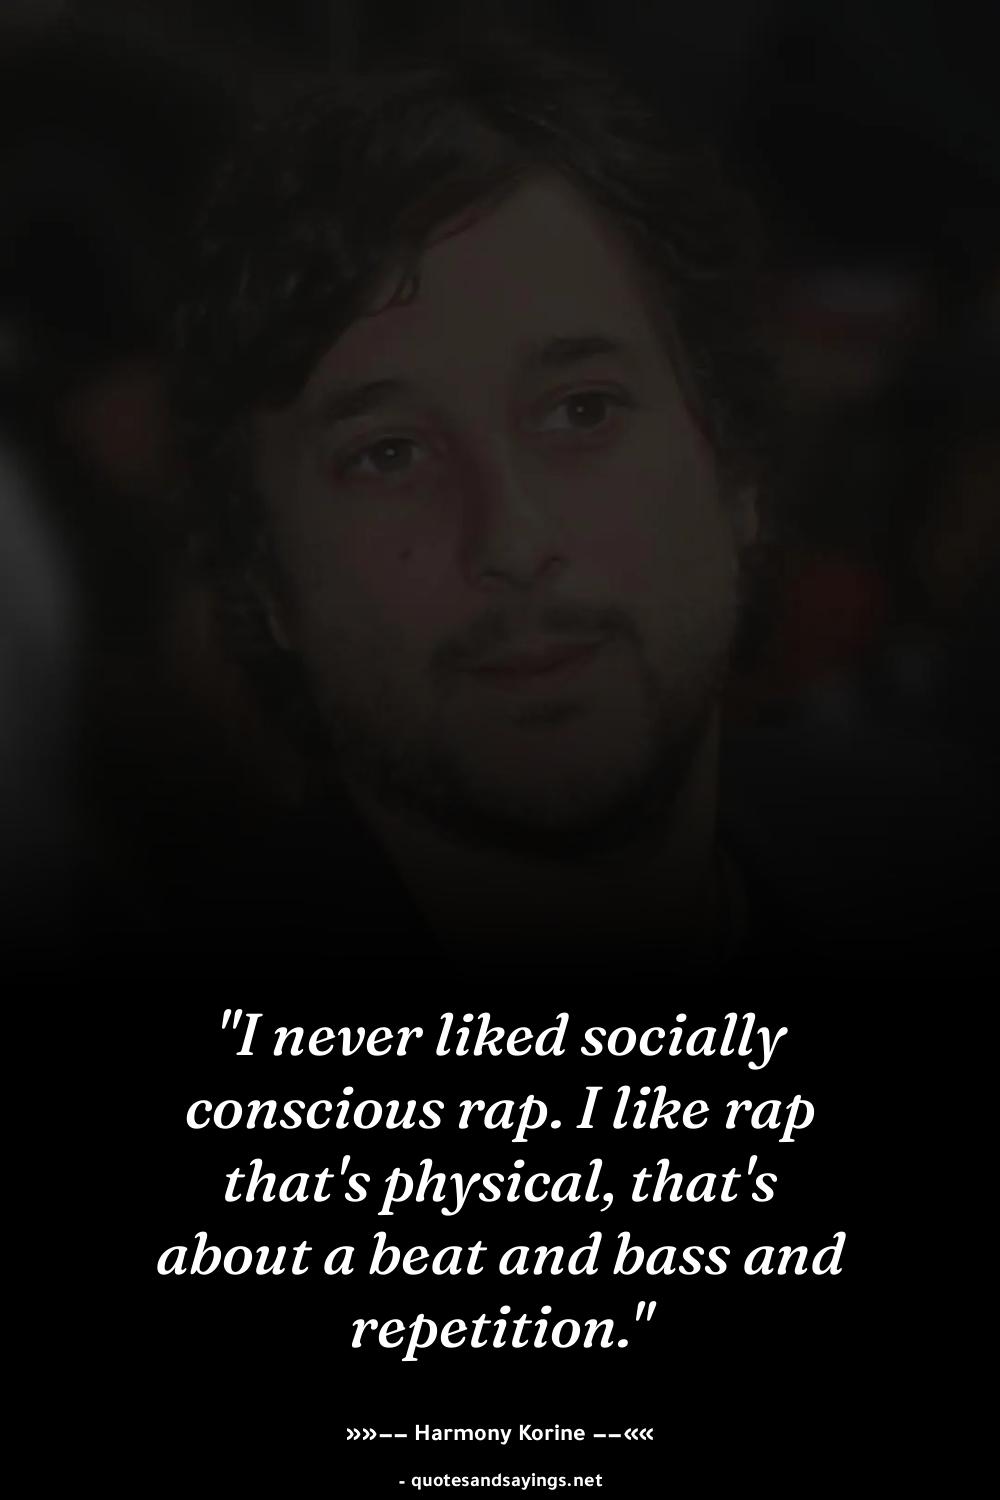 "I never liked socially
conscious rap. I like rap
that's physical, that's
about a beat and bass and
repetition."
»»–– Harmony Korine ––««
- quotesandsayings.net